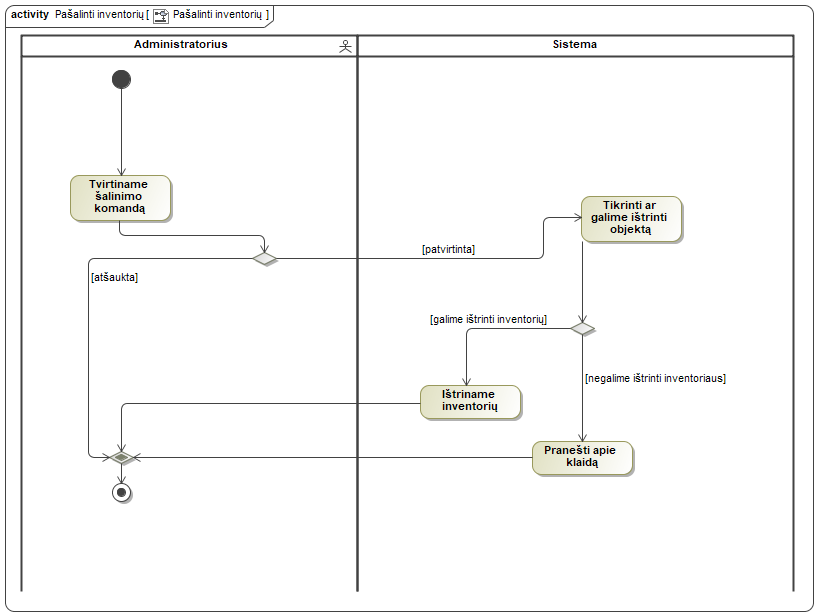 activity Pašalinti inventorių [ Pašalinti inventorių ]
Administratorius
Sistema
Tvirtiname
šalinimo
komandą
Tikrinti ar
galime ištrinti
objektą
[patvirtinta]
[atšaukta]
[galime ištrinti inventorių]
[negalime ištrinti inventoriaus]
Ištriname
inventorių
Pranešti apie
klaidą